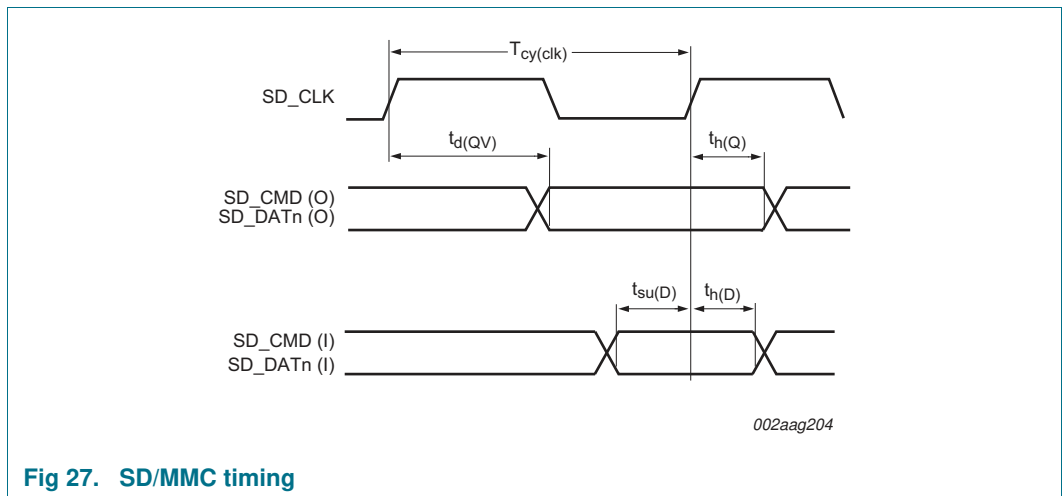 Tcy(clk)
SD_CLK
td(QV)
th(Q)
SD_CMD (O)
SD_DATn (O)
tsu(D)
th(D)
SD_CMD (I)
SD_DATn (I)
002aag204
Fig 27. SD/MMC timing